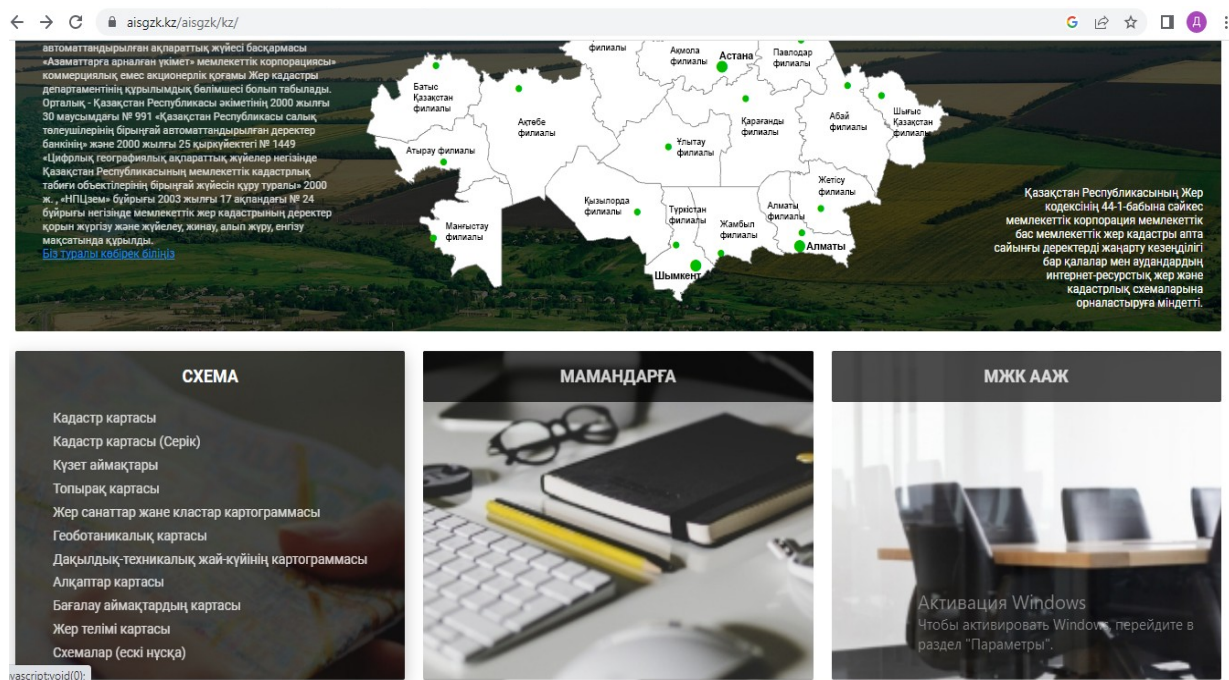 aisgzk.kz/aisgzk/kz/
Д
автоматтандырылған ақпараттық жүйесі басқармасы
«Азаматтарға арналған үкімет» мемлекеттік корпорациясы»
коммерциялық емес акционерлік қоғамы Жер кадастры
департаментінің құрылымдық бөлімшесі болып табылады.
Орталық - Қазақстан Республикасы әкіметінің 2000 жылғы
30 маусымдағы № 991 «Қазақстан Республикасы салық
төлеушілерінің бірыңғай автоматтандырылған деректер
банкінің» және 2000 жылғы 25 қыркүйектегі № 1449
«Цифрлық географиялық ақпараттық жүйелер негізінде
Қазақстан Республикасының мемлекеттік кадастрлық
табиғи объектілерінің бірыңғай жүйесін құру туралы» 2000
ж. , «НПЦзем» бұйрығы 2003 жылғы 17 ақпандағы № 24
бұйрығы негізінде мемлекеттік жер кадастрының деректер
қорын жүргізу және жүйелеу, жинау, алып жүру, енгізу
мақсатында құрылды.
Біз туралы көбірек біліңіз
филиалы
Ақмола
филиалы
Астана
Павлодар
филиалы
Батыс
Қазақстан
филиалы
Ақтөбе
филиалы
Қарағанды
филиалы
Абай
филиалы
Шығыс
Қазақстан
филиалы
Атырау филиалы
Ұлытау
филиалы
Жетісу
филиалы
Қызылорда
филиалы
Түркістан
филиалы
Алматы
филиалы
Жамбыл
филиалы
Маңғыстау
филиалы
Алматы
Шымкент
Қазақстан Республикасының Жер
кодексінің 44-1-бабына сәйкес
мемлекеттік корпорация мемлекеттік
бас мемлекеттік жер кадастры апта
сайынғы деректерді жаңарту кезеңділігі
бар қалалар мен аудандардың
интернет-ресурстық жер және
кадастрлық схемаларына
орналастыруға міндетті.
СХЕМА
Кадастр картасы
Кадастр картасы (Серік)
Күзет аймақтары
Топырақ картасы
Жер санаттар және кластар картограммасы
Геоботаникалық картасы
Дақылдық-техникалық жай-күйінің картограммасы
Алқаптар картасы
Бағалау аймақтардың картасы
Жер телімі картасы
Схемалар (ескі нұсқа)
vascript:void(0);
МАМАНДАРҒА
МЖК ААЖ
Активация Windows
Чтобы активировать Windows, перейдите в
раздел "Параметры".